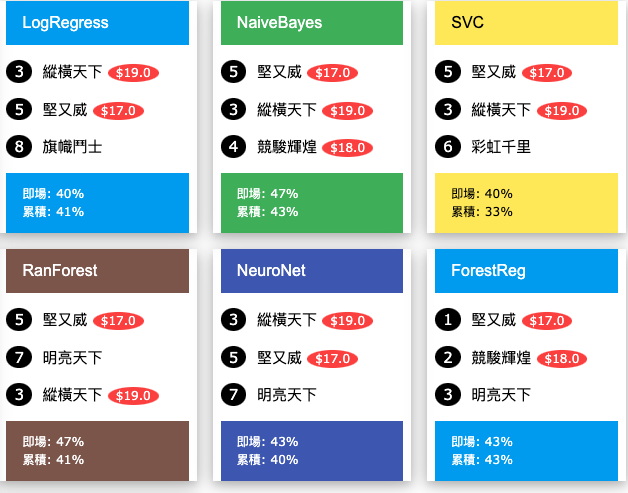 LogRegress
3 縱橫天下 $19.0
5 堅又威 $17.0
8 旗幟鬥士
即場: 40%
累積: 41%
NaiveBayes
5 堅又威 $17.0
3 縱橫天下 $19.0
4 競駿輝煌 $18.0
即場: 47%
累積: 43%
SVC
5 堅又威 $17.0
3 縱橫天下 $19.0
6 彩虹千里
即場: 40%
累積: 33%
RanForest
5 堅又威 $17.0
7 明亮天下
3 縱橫天下 $19.0
即場: 47%
累積: 41%
NeuroNet
3 縱橫天下 $19.0
5 堅又威 $17.0
7 明亮天下
即場: 43%
累積: 40%
ForestReg
1 堅又威 $17.0
2 競駿輝煌 $18.0
3 明亮天下
即場: 43%
累積: 43%